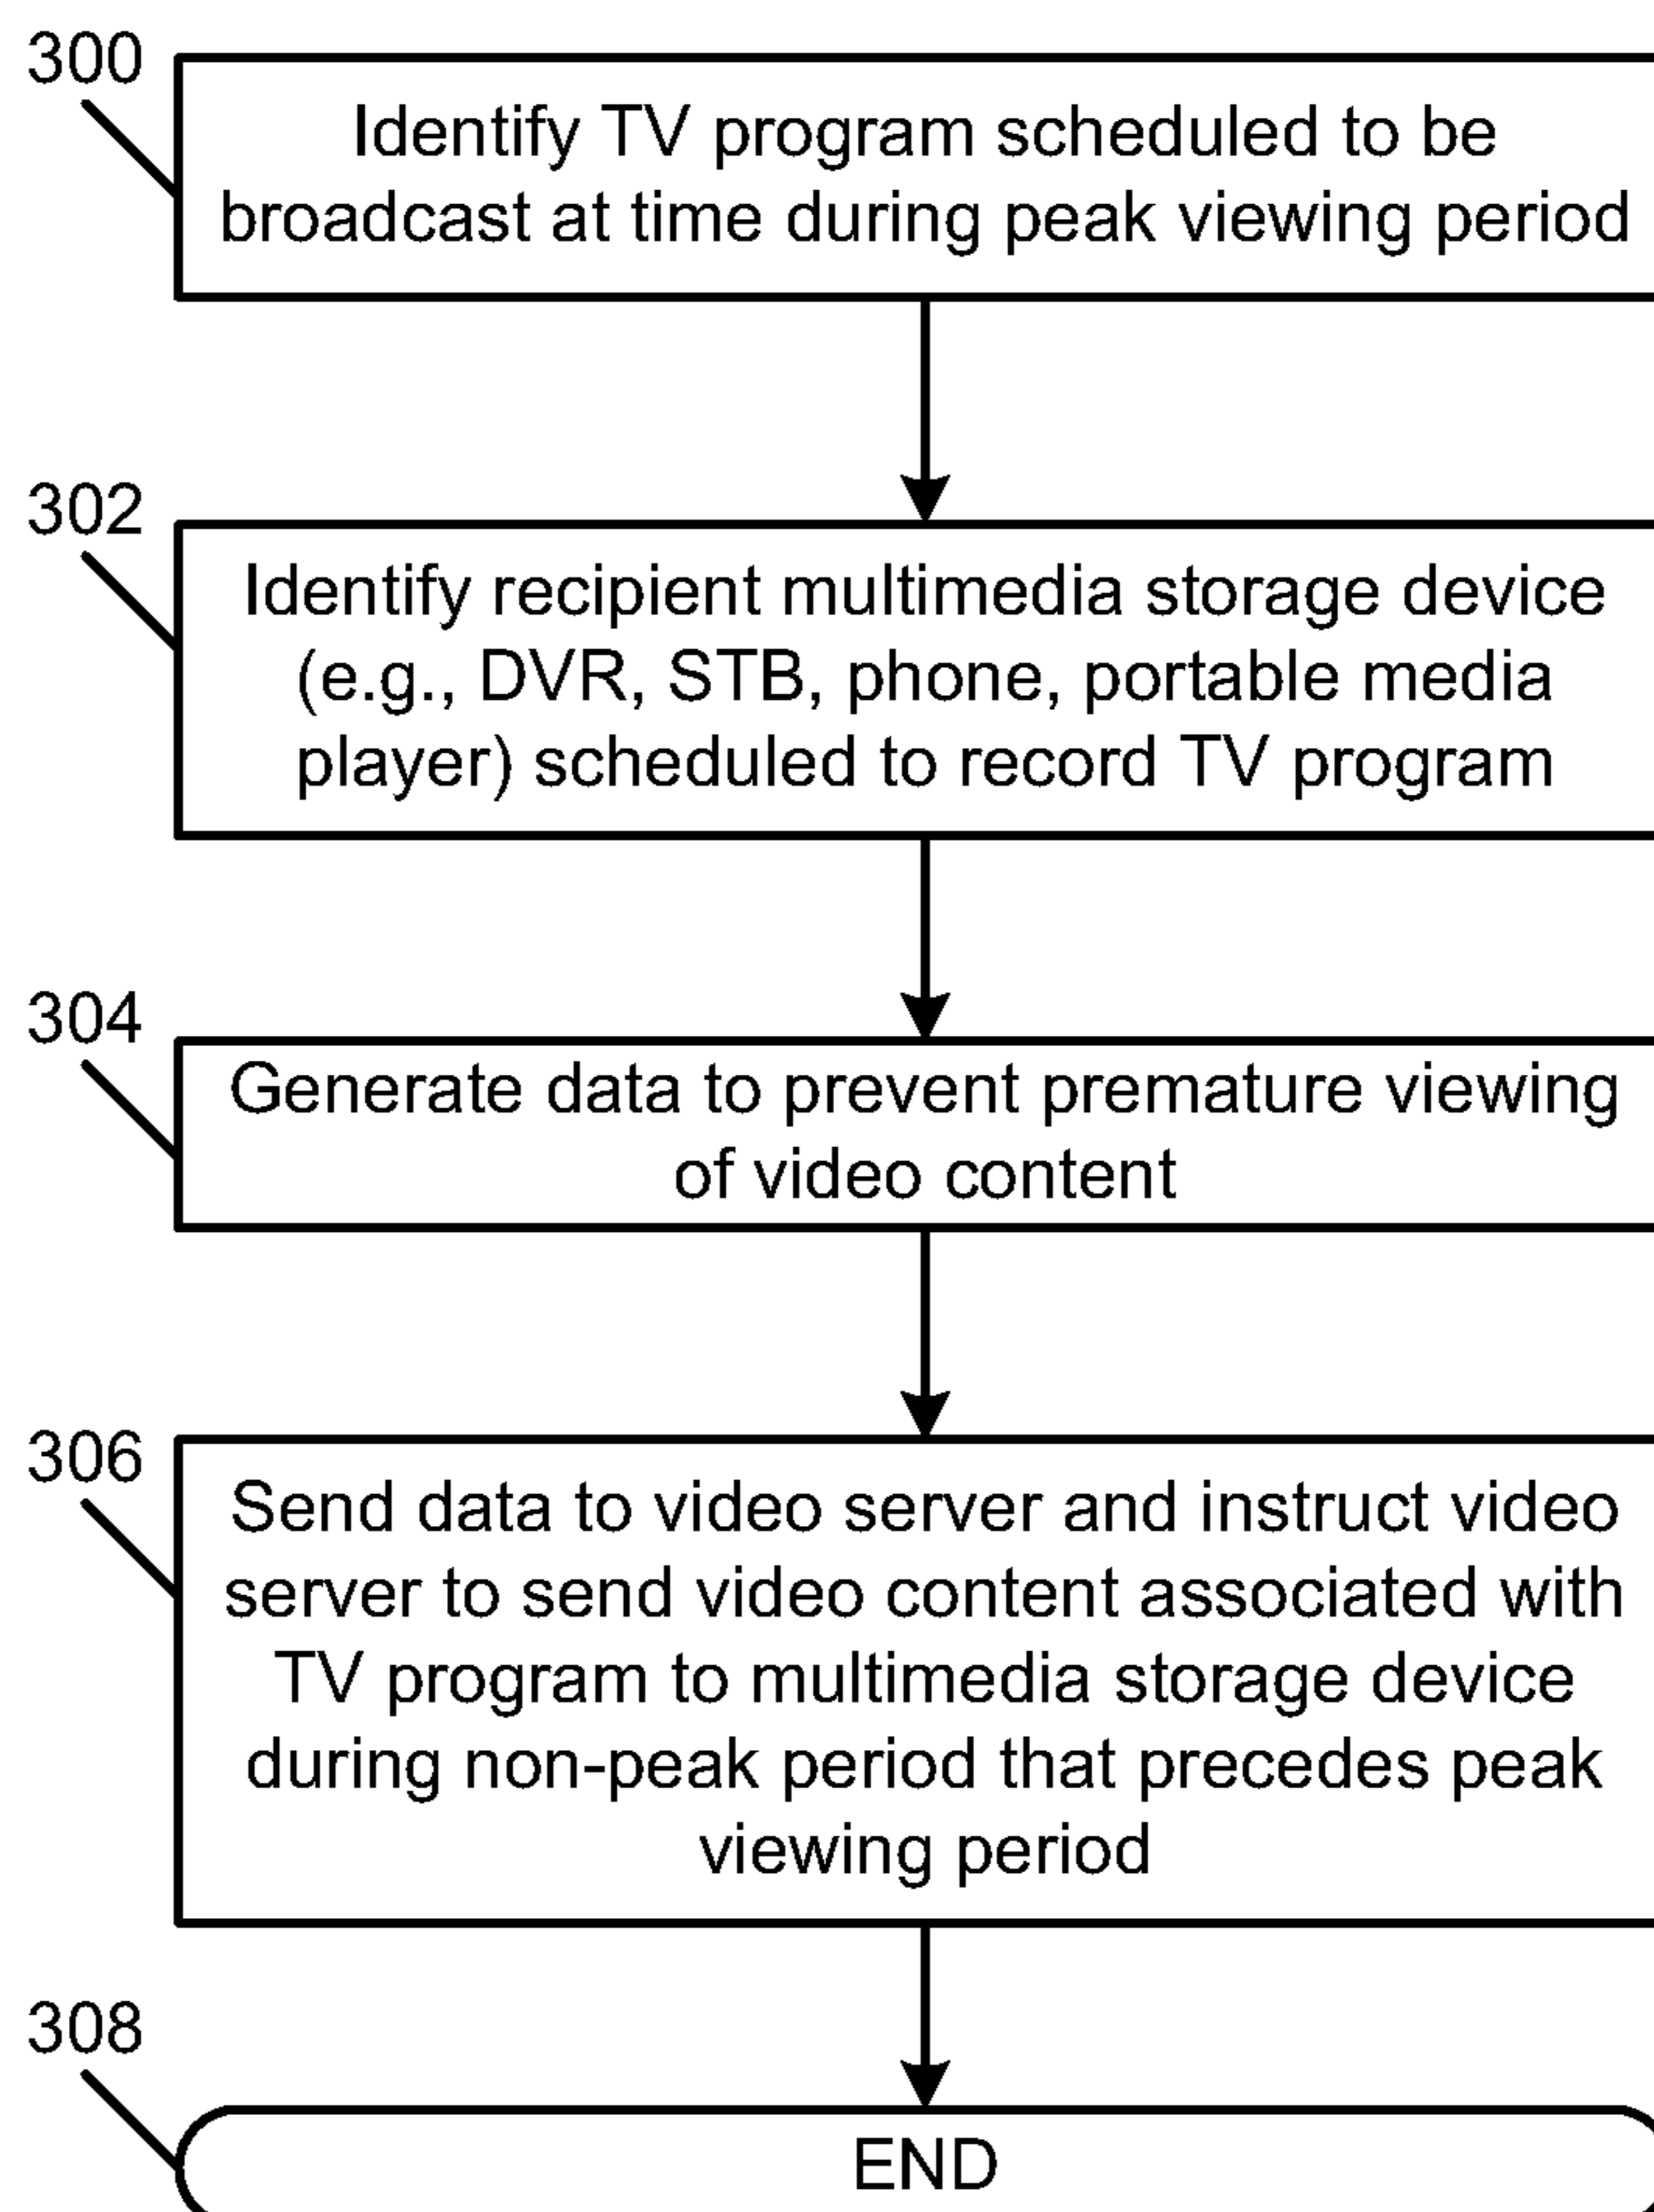 300
Identify TV program scheduled to be
broadcast at time during peak viewing period
302
Identify recipient multimedia storage device
(e.g., DVR, STB, phone, portable media
player) scheduled to record TV program
304
Generate data to prevent premature viewing
of video content
306
Send data to video server and instruct video
server to send video content associated with
TV program to multimedia storage device
during non-peak period that precedes peak
viewing period
308
END